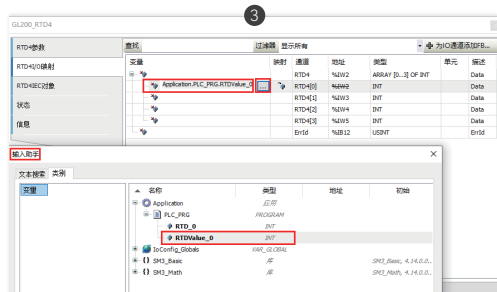 3
GL200_RTD4
RTD4参数
RTD4I/O映射
RTD4IEC对象
状态
信息
查找 过滤器 显示所有 为IO通道添加FB...
变量 映射 通道 地址 类型 单元 描述
RTD4 %IW2 ARRAY [0..3] OF INT Data
Application.PLC_PRG.RTDValue_0 ... RTD4[0] %IW2 INT Data
RTD4[1] %IW3 INT Data
RTD4[2] %IW4 INT Data
RTD4[3] %IW5 INT Data
ErrId %IB12 USINT ErrId
输入助手 ×
文本搜索 类别
变量
名称 类型 地址 初始
Application 应用
PLC_PRG PROGRAM
RTD_0 INT
RTDValue_0 INT
IoConfig_Globals VAR_GLOBAL
SM3_Basic 库 SM3_Basic, 4.14.0.0...
SM3_Math 库 SM3_Math, 4.14.0.0...